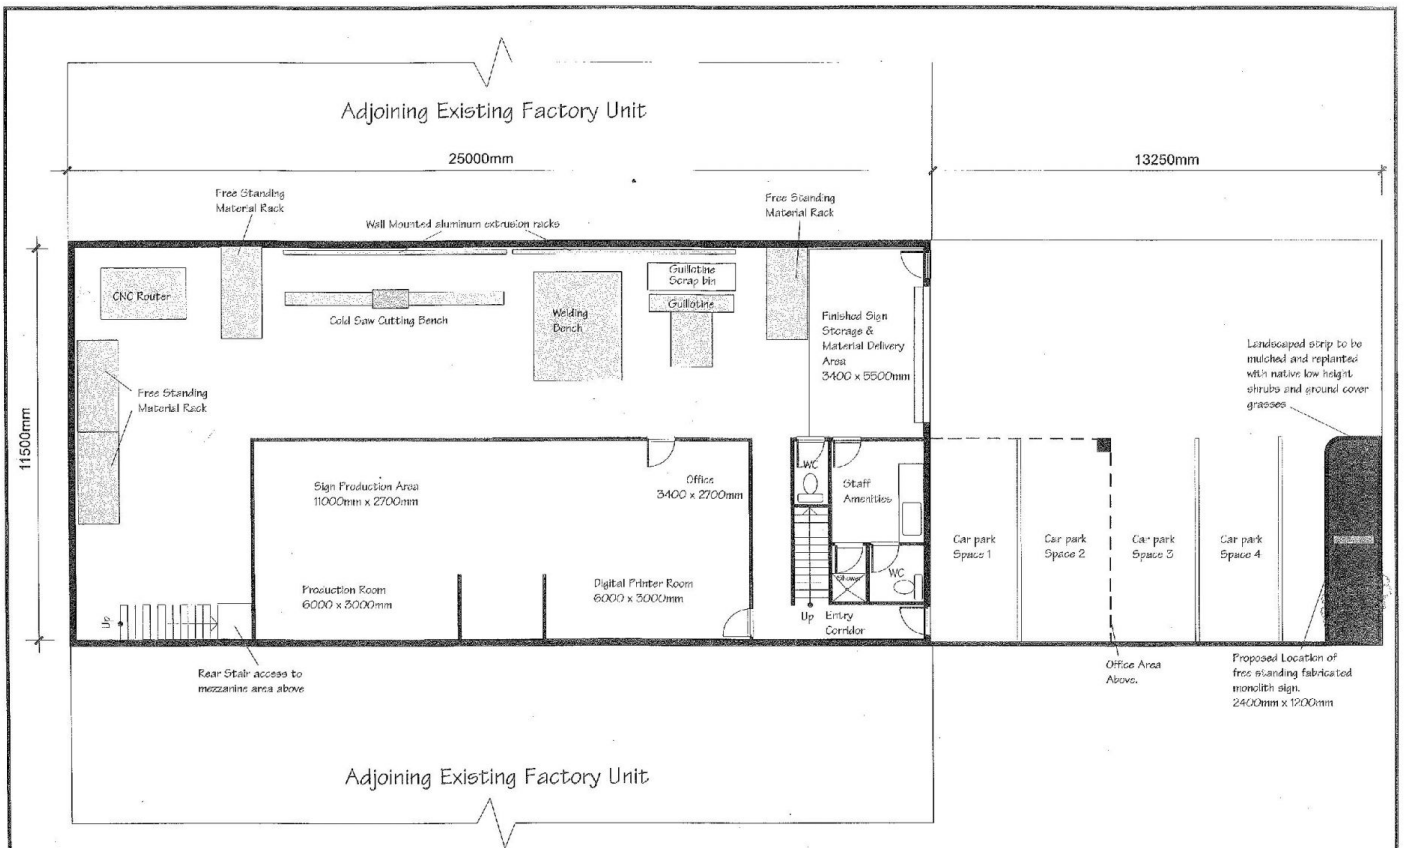 Adjoining Existing Factory Unit
25000mm
13250mm
Free Standing
Material Rack
Free Standing
Material Rack
Wall Mounted aluminum extrusion racks
CNC Router
Cold Saw Cutting Bench
Welding
Bench
Guillotine
Scrap bin
Guillotine
Finished Sign
Storage &
Material Delivery
Area
3400 x 5500mm
Landscaped strip to be
mulched and replanted
with native low height
shrubs and ground cover
grasses
Free Standing
Material Rack
11500mm
Sign Production Area
11000mm x 2700mm
Office
3400 x 2700mm
WC
Staff
Amenities
Car park
Space 1
Car park
Space 2
Car park
Space 3
Car park
Space 4
Production Room
6000 x 3000mm
Digital Printer Room
6000 x 3000mm
Shower
WC
Up
Up
Entry
Corridor
Rear Stair access to
mezzanine area above
Office Area
Above.
Proposed Location of
free standing fabricated
monolith sign.
2400mm x 1200mm
Adjoining Existing Factory Unit